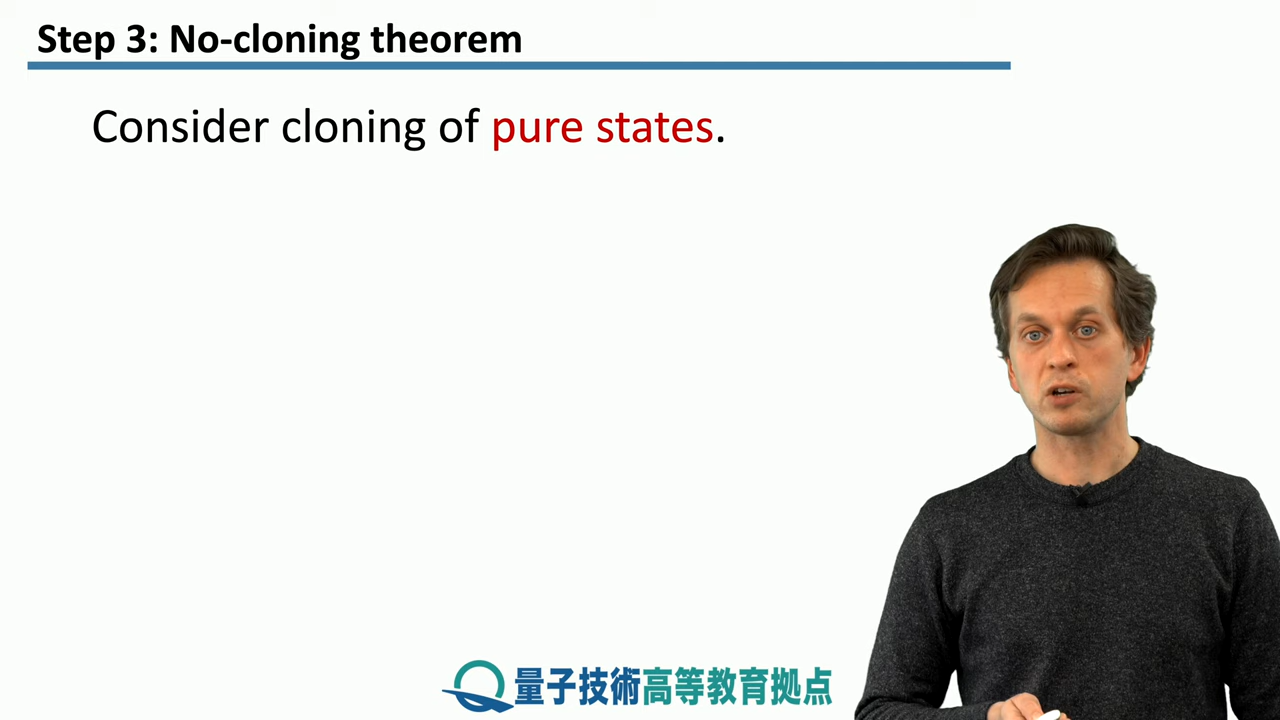 Step 3: No-cloning theorem
Consider cloning of pure states.
量子技術高等教育拠点